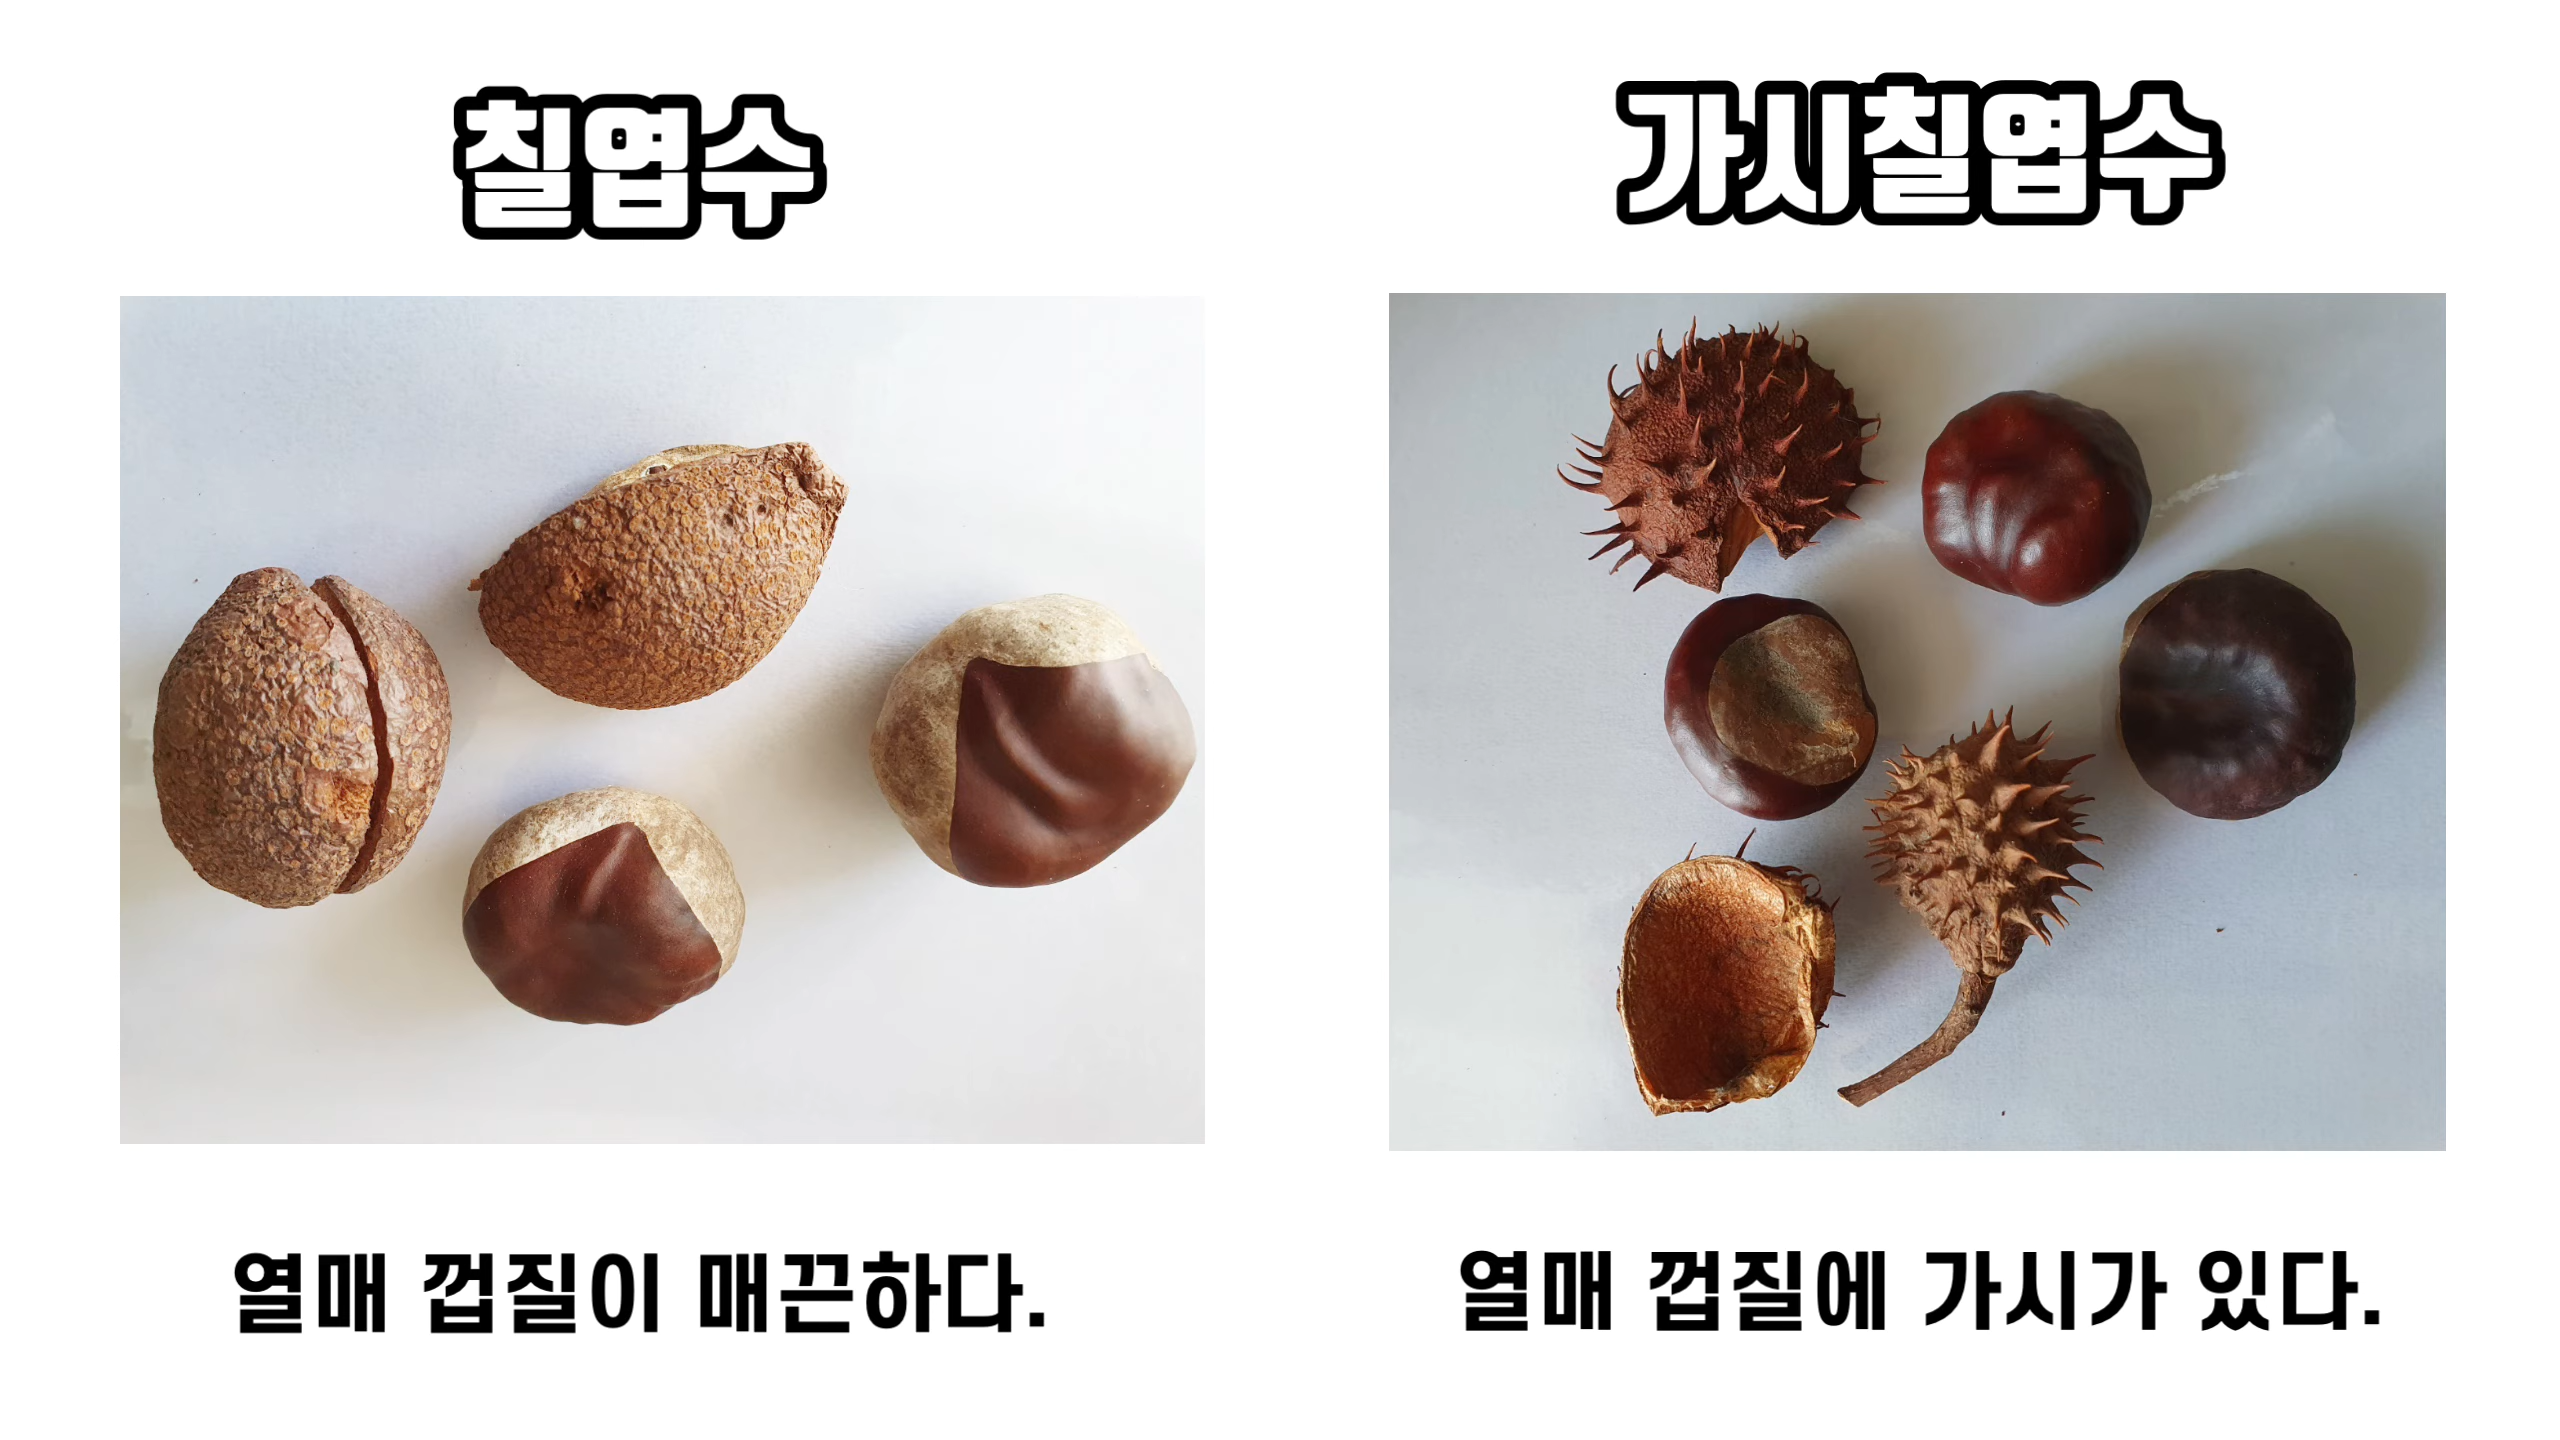 칠엽수
가시칠엽수
열매 껍질이 매끈하다.
열매 껍질에 가시가 있다.